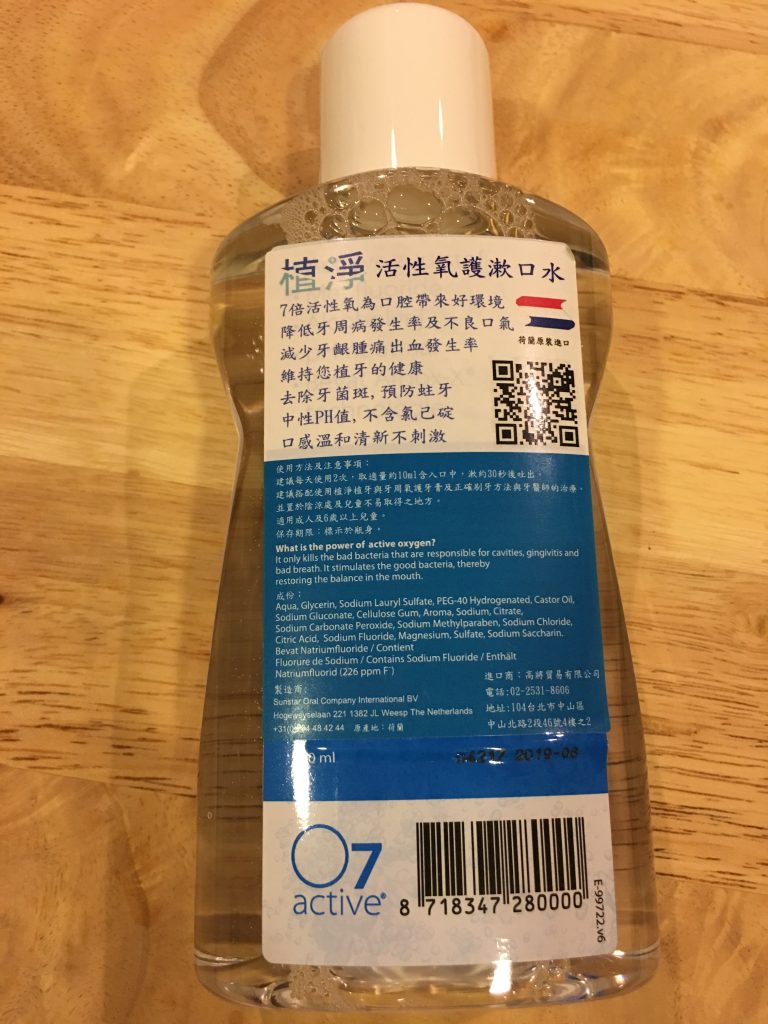 植淨 活性氧護漱口水
7倍活性氧為口腔帶來好環境
降低牙周病發生率及不良口氣
減少牙齦腫痛出血發生率
維持您植牙的健康
去除牙菌斑, 預防蛀牙
中性PH值, 不含氯己碇
口感溫和清新不刺激
荷蘭原裝進口
使用方法及注意事項：
建議每天使用2次，取適量約10ml含入口中，漱約30秒後吐出。
建議搭配使用植淨植牙與牙周氧護牙膏及正確刷牙方法與牙醫師的治療。
並置於陰涼處及兒童不易取得之地方。
適用成人及6歲以上兒童。
保存期限：標示於瓶身。
What is the power of active oxygen?
It only kills the bad bacteria that are responsible for cavities, gingivitis and
bad breath. It stimulates the good bacteria, thereby
restoring the balance in the mouth.
成份：
Aqua, Glycerin, Sodium Lauryl Sulfate, PEG-40 Hydrogenated, Castor Oil,
Sodium Gluconate, Cellulose Gum, Aroma, Sodium, Citrate,
Sodium Carbonate Peroxide, Sodium Methylparaben, Sodium Chloride,
Citric Acid, Sodium Fluoride, Magnesium, Sulfate, Sodium Saccharin.
Bevat Natriumfluoride / Contient
Fluorure de Sodium / Contains Sodium Fluoride / Enthält
Natriumfluorid (226 ppm F⁻)
製造商:
Sunstar Oral Company International BV
Hogeweyselaan 221 1382 JL Weesp The Netherlands
48 42 44 原產地：荷蘭
進口商：高將貿易有限公司
電話:02-2531-8606
地址:104台北市中山區
中山北路2段46號4樓之2
0 ml
2019-08
O7
active®
8 718347 280000
E-99722.v6